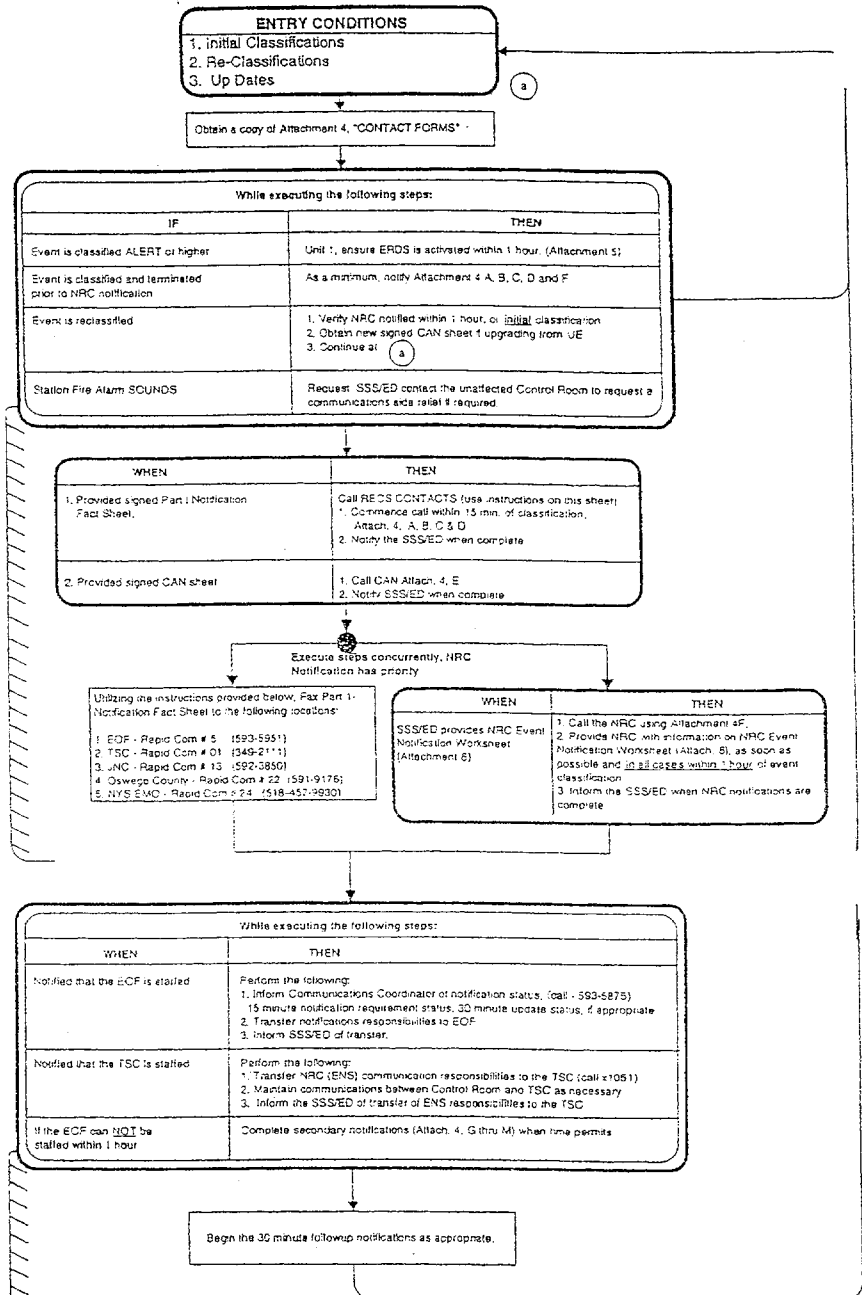 ENTRY CONDITIONS
1. Initial Classifications
2. Re-Classifications
3. Up Dates
a
Obtain a copy of Attachment 4, "CONTACT FORMS"
While executing the following steps:
IF
THEN
Event is classified ALERT or higher
Unit 1, ensure ERDS is activated within 1 hour. (Attachment 5)
Event is classified and terminated
prior to NRC notification
As a minimum, notify Attachment 4 A, B, C, D and F
Event is reclassified
1. Verify NRC notified within 1 hour, of initial classification
2. Obtain new signed CAN sheet if upgrading from UE
3. Continue at a
Station Fire Alarm SOUNDS
Request SSS/ED contact the unaffected Control Room to request a
communications aide relief if required.
WHEN
THEN
1. Provided signed Part I Notification
Fact Sheet.
Call RECS CONTACTS (use instructions on this sheet)
1. Commence call within 15 min. of classification,
Attach. 4, A, B, C & D
2. Notify the SSS/ED when complete
2. Provided signed CAN sheet
1. Call CAN Attach. 4, E
2. Notify SSS/ED when complete
Execute steps concurrently, NRC
Notification has priority
Utilizing the instructions provided below, Fax Part 1-
Notification Fact Sheet to the following locations:
1. EOF - Rapid Com # 5 (593-5951)
2. TSC - Rapid Com # 01 (349-2111)
3. JNC - Rapid Com # 13 (592-3850)
4. Oswego County - Rapid Com # 22 (591-9176)
5. NYS EMO - Rapid Com # 24 (518-457-9930)
WHEN
THEN
SSS/ED provides NRC Event
Notification Worksheet
(Attachment 6)
1. Call the NRC using Attachment 4F.
2. Provide NRC with information on NRC Event
Notification Worksheet (Attach. 6), as soon as
possible and in all cases within 1 hour of event
classification
3. Inform the SSS/ED when NRC notifications are
complete
While executing the following steps:
WHEN
THEN
Notified that the EOF is staffed
Perform the following:
1. Inform Communications Coordinator of notification status, (call - 593-5875)
15 minute notification requirement status, 30 minute update status, if appropriate
2. Transfer notifications responsibilities to EOF
3. Inform SSS/ED of transfer.
Notified that the TSC is staffed
Perform the following:
1. Transfer NRC (ENS) communication responsibilities to the TSC (call x1051)
2. Maintain communications between Control Room and TSC as necessary
3. Inform the SSS/ED of transfer of ENS responsibilities to the TSC
If the EOF can NOT be
staffed within 1 hour
Complete secondary notifications (Attach. 4, G thru M) when time permits
Begin the 30 minute followup notifications as appropriate.